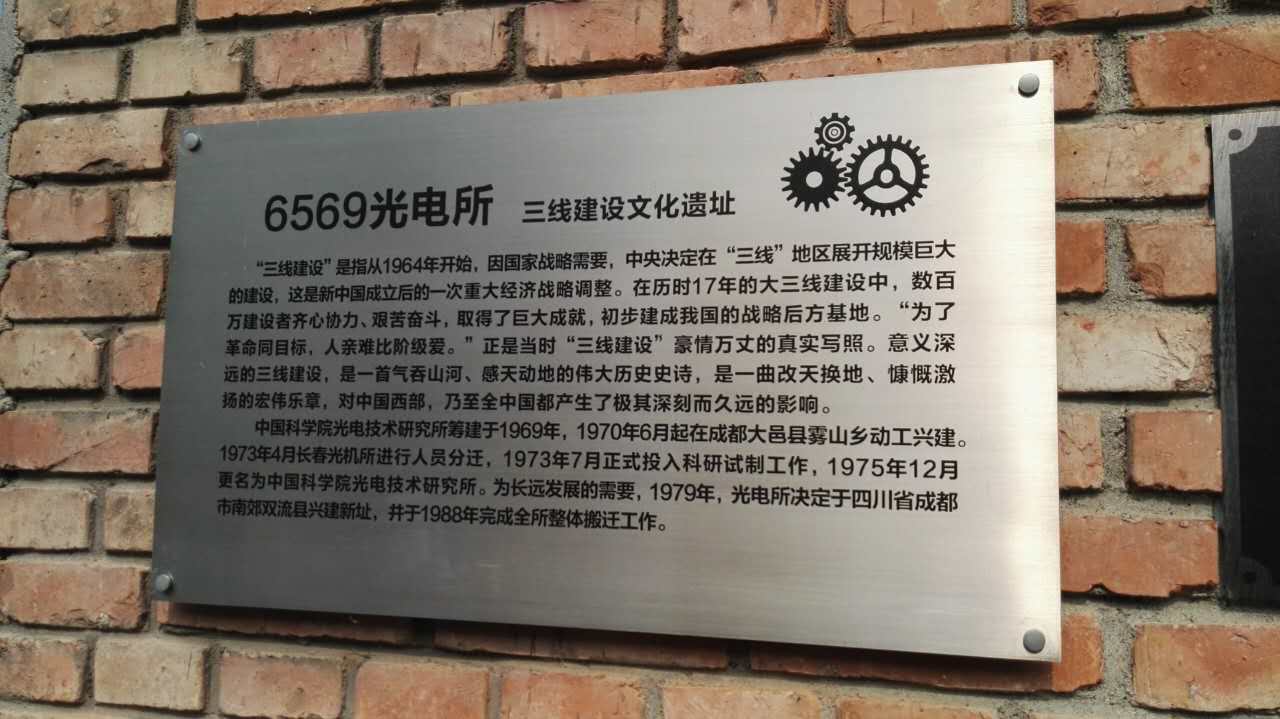 6569光电所 三线建设文化遗址
“三线建设”是指从1964年开始，因国家战略需要，中央决定在“三线”地区展开规模巨大
的建设，这是新中国成立后的一次重大经济战略调整。在历时17年的大三线建设中，数百
万建设者齐心协力、艰苦奋斗，取得了巨大成就，初步建成我国的战略后方基地。“为了
革命同目标，人亲难比阶级爱。”正是当时“三线建设”豪情万丈的真实写照。意义深
远的三线建设，是一首气吞山河、感天动地的伟大历史史诗，是一曲改天换地、慷慨激
扬的宏伟乐章，对中国西部，乃至全中国都产生了极其深刻而久远的影响。
中国科学院光电技术研究所筹建于1969年，1970年6月起在成都大邑县雾山乡动工兴建。
1973年4月长春光机所进行人员分迁，1973年7月正式投入科研试制工作，1975年12月
更名为中国科学院光电技术研究所。为长远发展的需要，1979年，光电所决定于四川省成都
市南郊双流县兴建新址，并于1988年完成全所整体搬迁工作。